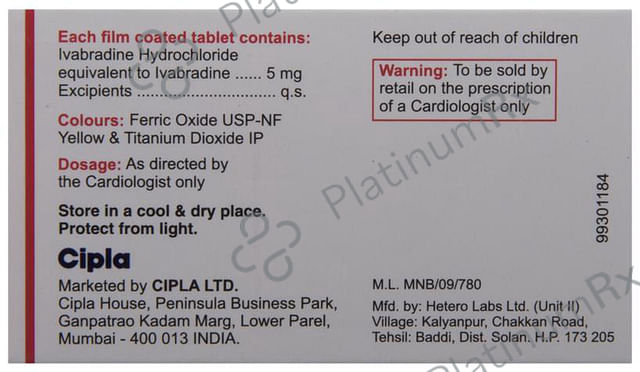 Each film coated tablet contains:
Ivabradine Hydrochloride
equivalent to Ivabradine ...... 5 mg
Excipients ............................ q.s.
Colours: Ferric Oxide USP-NF
Yellow & Titanium Dioxide IP
Dosage: As directed by
the Cardiologist only
Store in a cool & dry place.
Protect from light.
Cipla
Marketed by CIPLA LTD.
Cipla House, Peninsula Business Park,
Ganpatrao Kadam Marg, Lower Parel,
Mumbai - 400 013 INDIA.
Keep out of reach of children
Warning: To be sold by
retail on the prescription
of a Cardiologist only
99301184
M.L. MNB/09/780
Mfd. by: Hetero Labs Ltd. (Unit II)
Village: Kalyanpur, Chakkan Road,
Tehsil: Baddi, Dist. Solan. H.P. 173 205
PlatinumRx
PlatinumRx
PlatinumRx